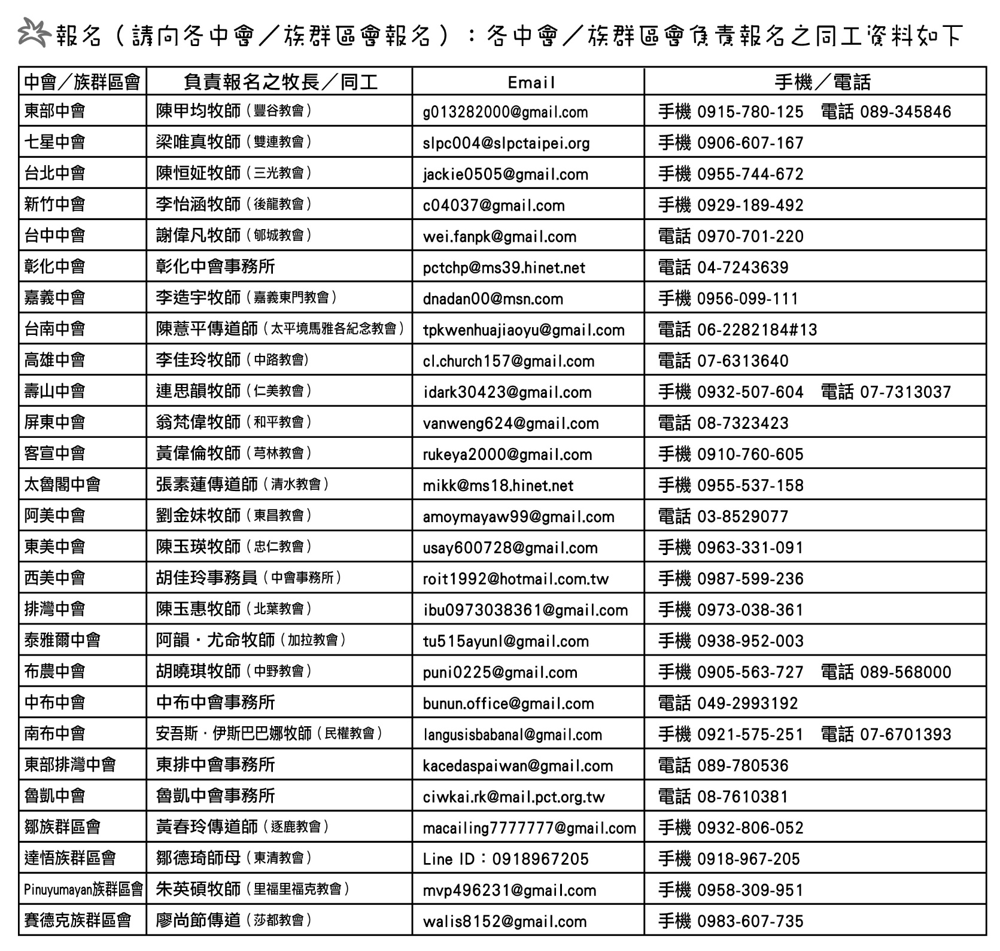 報名（請向各中會／族群區會報名）：各中會／族群區會負責報名之同工資料如下
中會／族群區會 負責報名之牧長／同工 Email 手機／電話
東部中會 陳甲均牧師（豐谷教會） g013282000@gmail.com 手機 0915-780-125 電話 089-345846
七星中會 梁唯真牧師（雙連教會） slpc004@slpctaipei.org 手機 0906-607-167
台北中會 陳恒姃牧師（三光教會） jackie0505@gmail.com 手機 0955-744-672
新竹中會 李怡涵牧師（後龍教會） c04037@gmail.com 手機 0929-189-492
台中中會 謝偉凡牧師（郇城教會） wei.fanpk@gmail.com 電話 0970-701-220
彰化中會 彰化中會事務所 pctchp@ms39.hinet.net 電話 04-7243639
嘉義中會 李造宇牧師（嘉義東門教會） dnadan00@msn.com 手機 0956-099-111
台南中會 陳薏平傳道師（太平境馬雅各紀念教會） tpkwenhuajiaoyu@gmail.com 電話 06-2282184#13
高雄中會 李佳玲牧師（中路教會） cl.church157@gmail.com 電話 07-6313640
壽山中會 連思韻牧師（仁美教會） idark30423@gmail.com 手機 0932-507-604 電話 07-7313037
屏東中會 翁梵偉牧師（和平教會） vanweng624@gmail.com 電話 08-7323423
客宣中會 黃偉倫牧師（芎林教會） rukeya2000@gmail.com 手機 0910-760-605
太魯閣中會 張素蓮傳道師（清水教會） mikk@ms18.hinet.net 手機 0955-537-158
阿美中會 劉金妹牧師（東昌教會） amoymayaw99@gmail.com 電話 03-8529077
東美中會 陳玉瑛牧師（忠仁教會） usay600728@gmail.com 手機 0963-331-091
西美中會 胡佳玲事務員（中會事務所） roit1992@hotmail.com.tw 手機 0987-599-236
排灣中會 陳玉惠牧師（北葉教會） ibu0973038361@gmail.com 手機 0973-038-361
泰雅爾中會 阿韻・尤命牧師（加拉教會） tu515ayunl@gmail.com 手機 0938-952-003
布農中會 胡曉琪牧師（中野教會） puni0225@gmail.com 手機 0905-563-727 電話 089-568000
中布中會 中布中會事務所 bunun.office@gmail.com 電話 049-2993192
南布中會 安吾斯・伊斯巴巴娜牧師（民權教會） langusisbabanal@gmail.com 手機 0921-575-251 電話 07-6701393
東部排灣中會 東排中會事務所 kacedaspaiwan@gmail.com 電話 089-780536
魯凱中會 魯凱中會事務所 ciwkai.rk@mail.pct.org.tw 電話 08-7610381
鄒族群區會 黃春玲傳道師（逐鹿教會） macailing7777777@gmail.com 手機 0932-806-052
達悟族群區會 鄒德琦師母（東清教會） Line ID：0918967205 手機 0918-967-205
Pinuyumayan族群區會 朱英碩牧師（里福里福克教會） mvp496231@gmail.com 手機 0958-309-951
賽德克族群區會 廖尚節傳道（莎都教會） walis8152@gmail.com 手機 0983-607-735